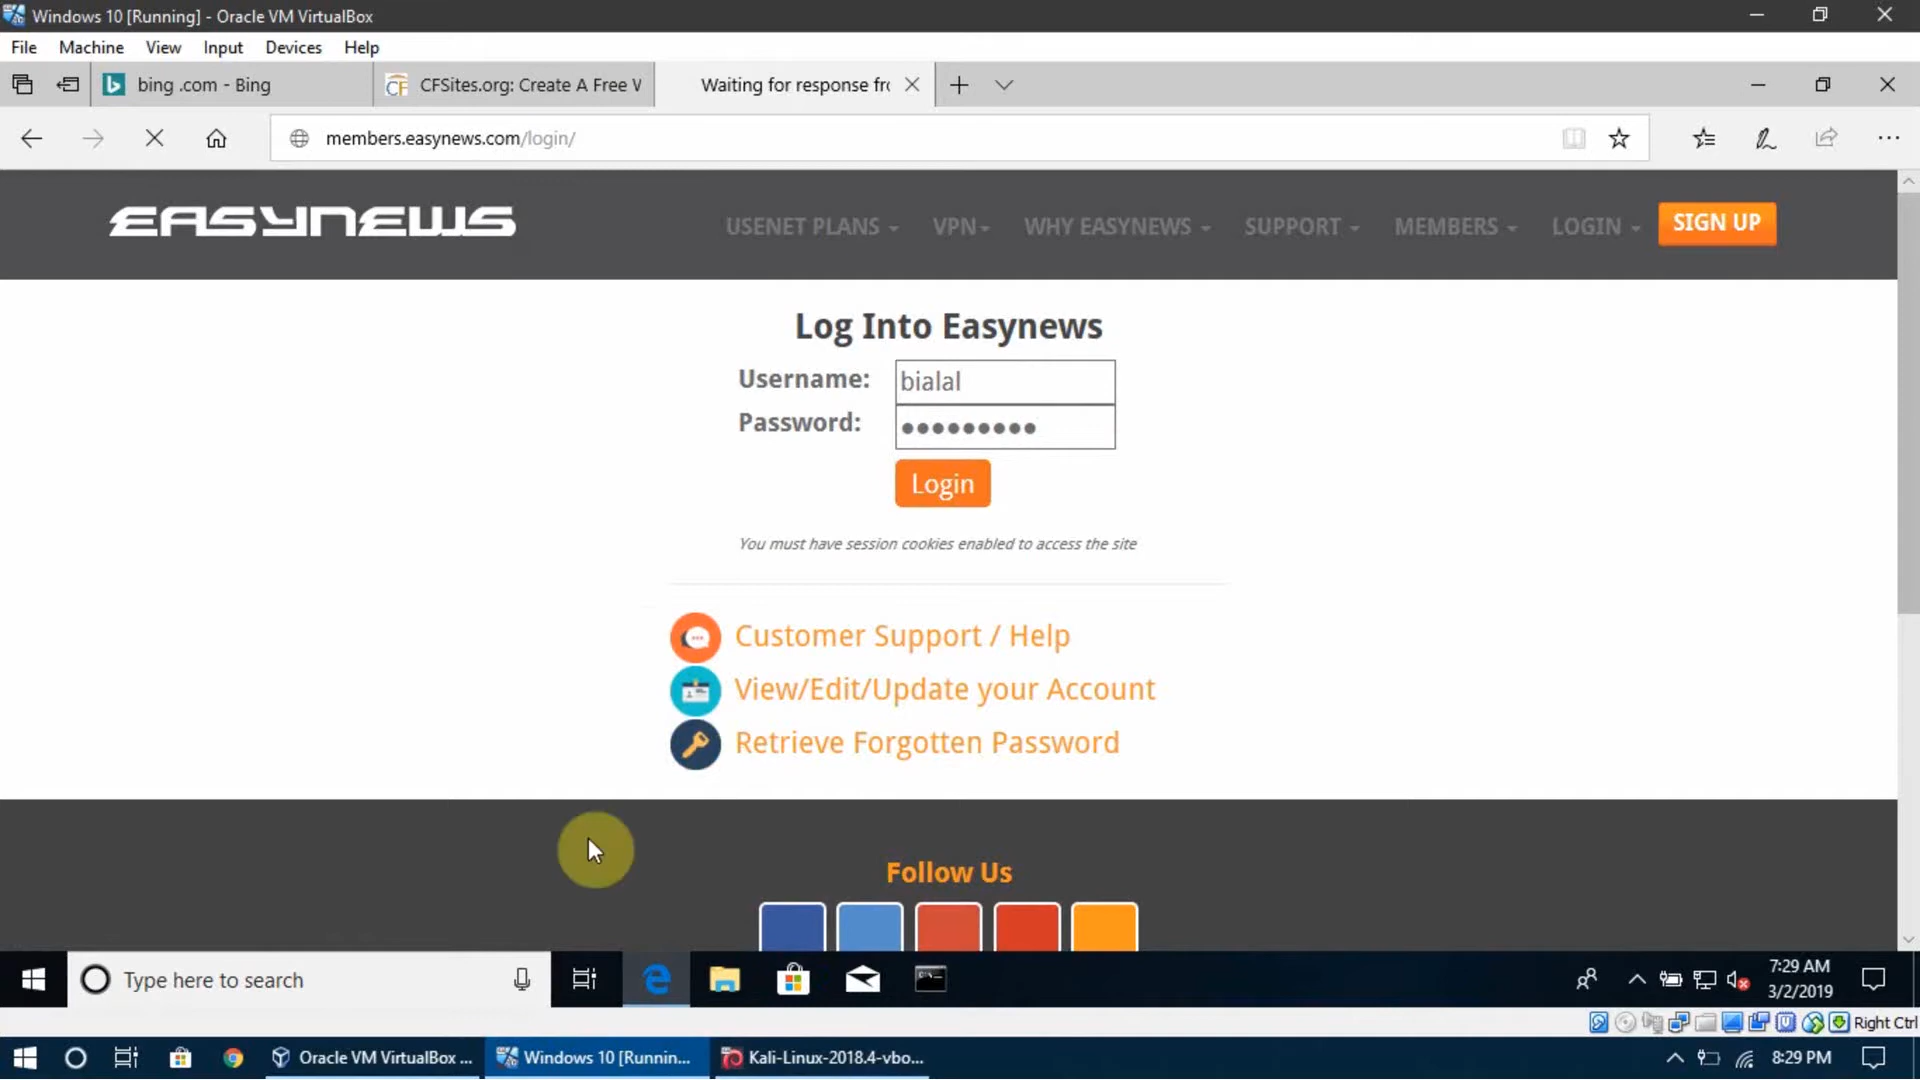 Windows 10 [Running] - Oracle VM VirtualBox
File Machine View Input Devices Help
bing .com - Bing
CFSites.org: Create A Free W
Waiting for response fro
members.easynews.com/login/
EASYNEWS
USENET PLANS
VPN
WHY EASYNEWS
SUPPORT
MEMBERS
LOGIN
SIGN UP
Log Into Easynews
Username: bialal
Password: •••••••••
Login
You must have session cookies enabled to access the site
Customer Support / Help
View/Edit/Update your Account
Retrieve Forgotten Password
Follow Us
Type here to search
7:29 AM
3/2/2019
Right Ctrl
Oracle VM VirtualBox ...
Windows 10 [Runnin...
Kali-Linux-2018.4-vbo...
8:29 PM